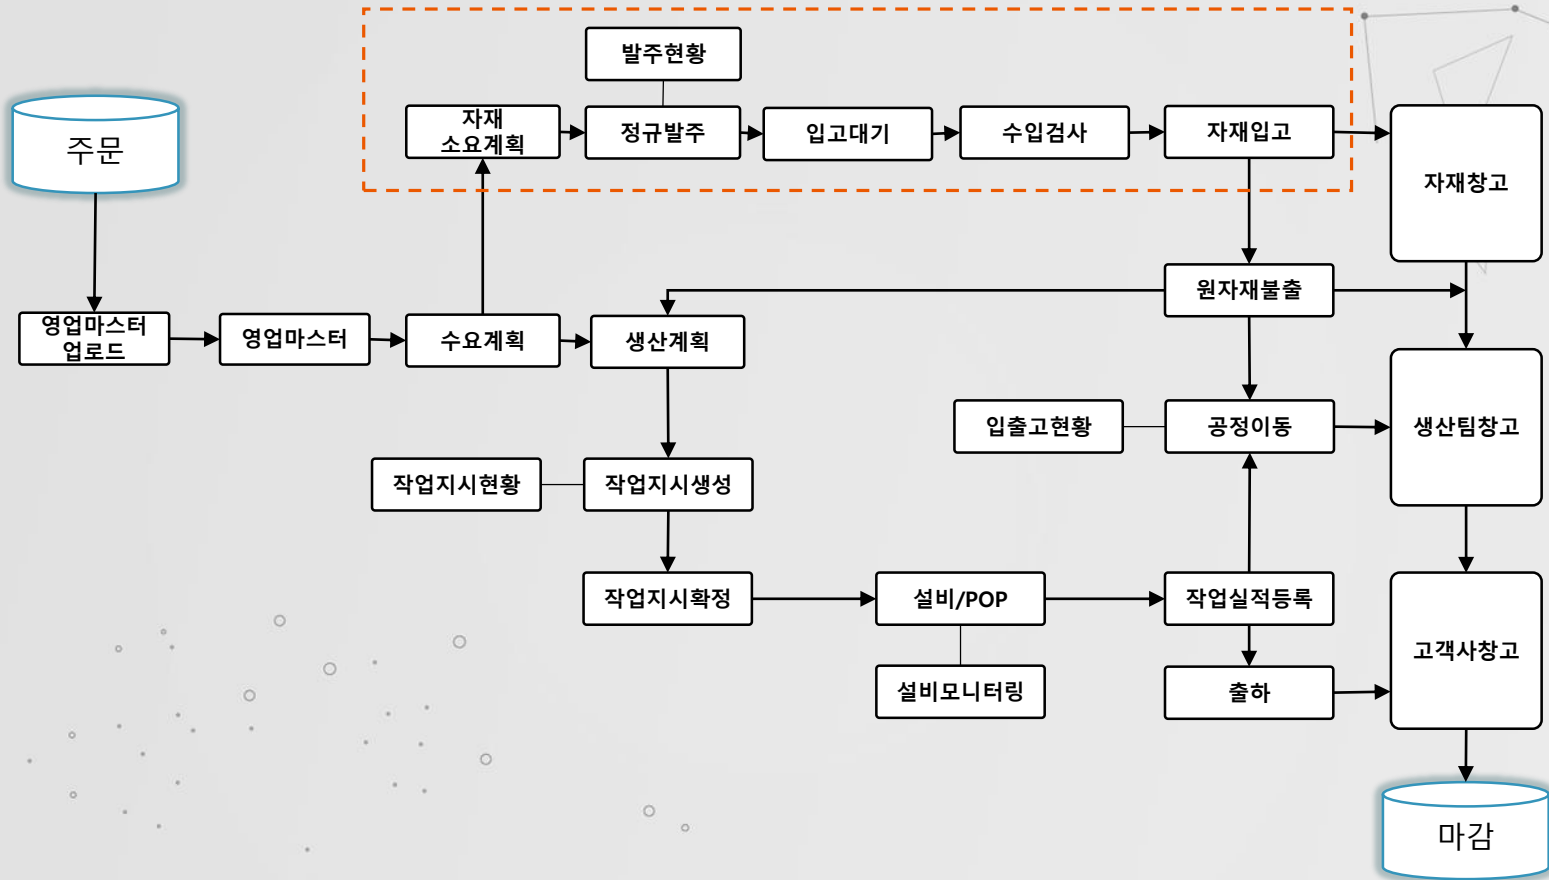 발주현황
주문
자재
소요계획
정규발주
입고대기
수입검사
자재입고
자재창고
원자재불출
영업마스터
업로드
영업마스터
수요계획
생산계획
입출고현황
공정이동
생산팀창고
작업지시현황
작업지시생성
작업지시확정
설비/POP
작업실적등록
고객사창고
설비모니터링
출하
마감